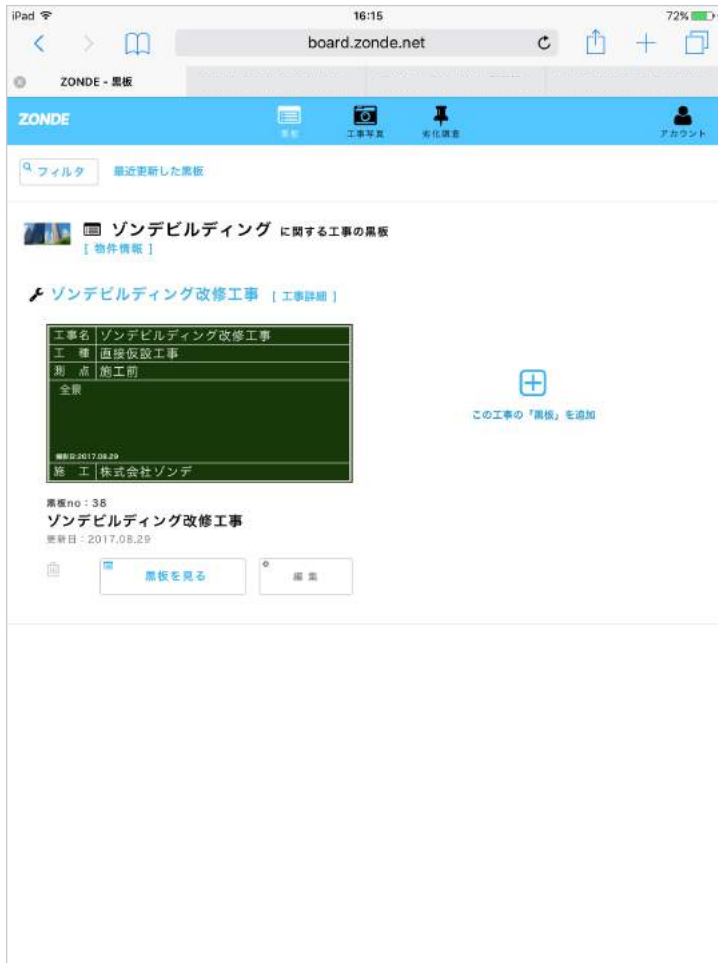 iPad 16:15 72%
board.zonde.net
ZONDE - 黒板
ZONDE 黒板 工事写真 劣化調査 アカウント
フィルタ 最近更新した黒板
ゾンデビルディング に関する工事の黒板
[ 物件情報 ]
ゾンデビルディング改修工事 [ 工事詳細 ]
工事名 ゾンデビルディング改修工事
工 種 直接仮設工事
測 点 施工前
全景
撮影日:2017.08.29
施 工 株式会社ゾンデ
この工事の「黒板」を追加
黒板no：38
ゾンデビルディング改修工事
更新日：2017.08.29
黒板を見る 編 集